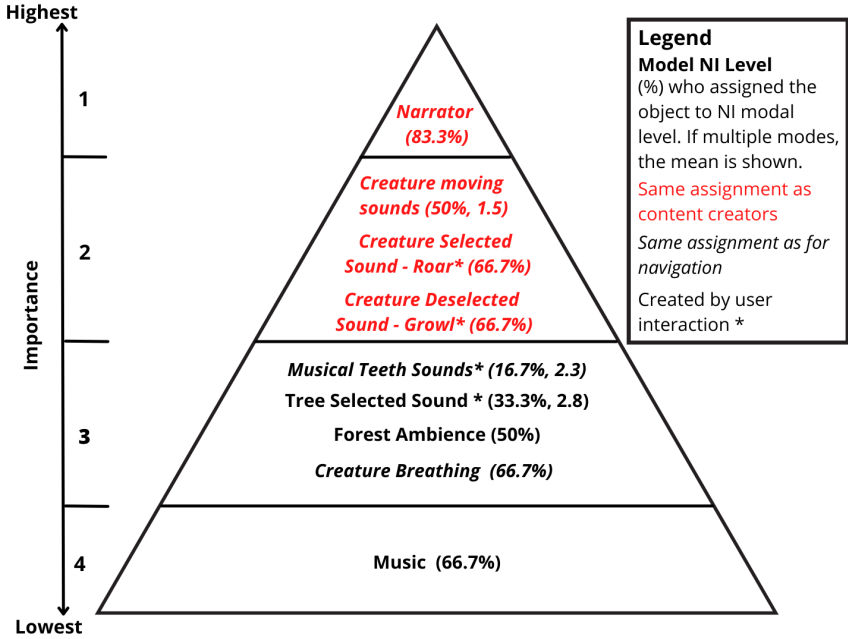 Highest
Importance
1
2
3
4
Lowest
Narrator
(83.3%)
Creature moving
sounds (50%, 1.5)
Creature Selected
Sound - Roar* (66.7%)
Creature Deselected
Sound - Growl* (66.7%)
Musical Teeth Sounds* (16.7%, 2.3)
Tree Selected Sound * (33.3%, 2.8)
Forest Ambience (50%)
Creature Breathing (66.7%)
Music (66.7%)
Legend
Model NI Level
(%) who assigned the
object to NI modal
level. If multiple modes,
the mean is shown.
Same assignment as
content creators
Same assignment as for
navigation
Created by user
interaction *